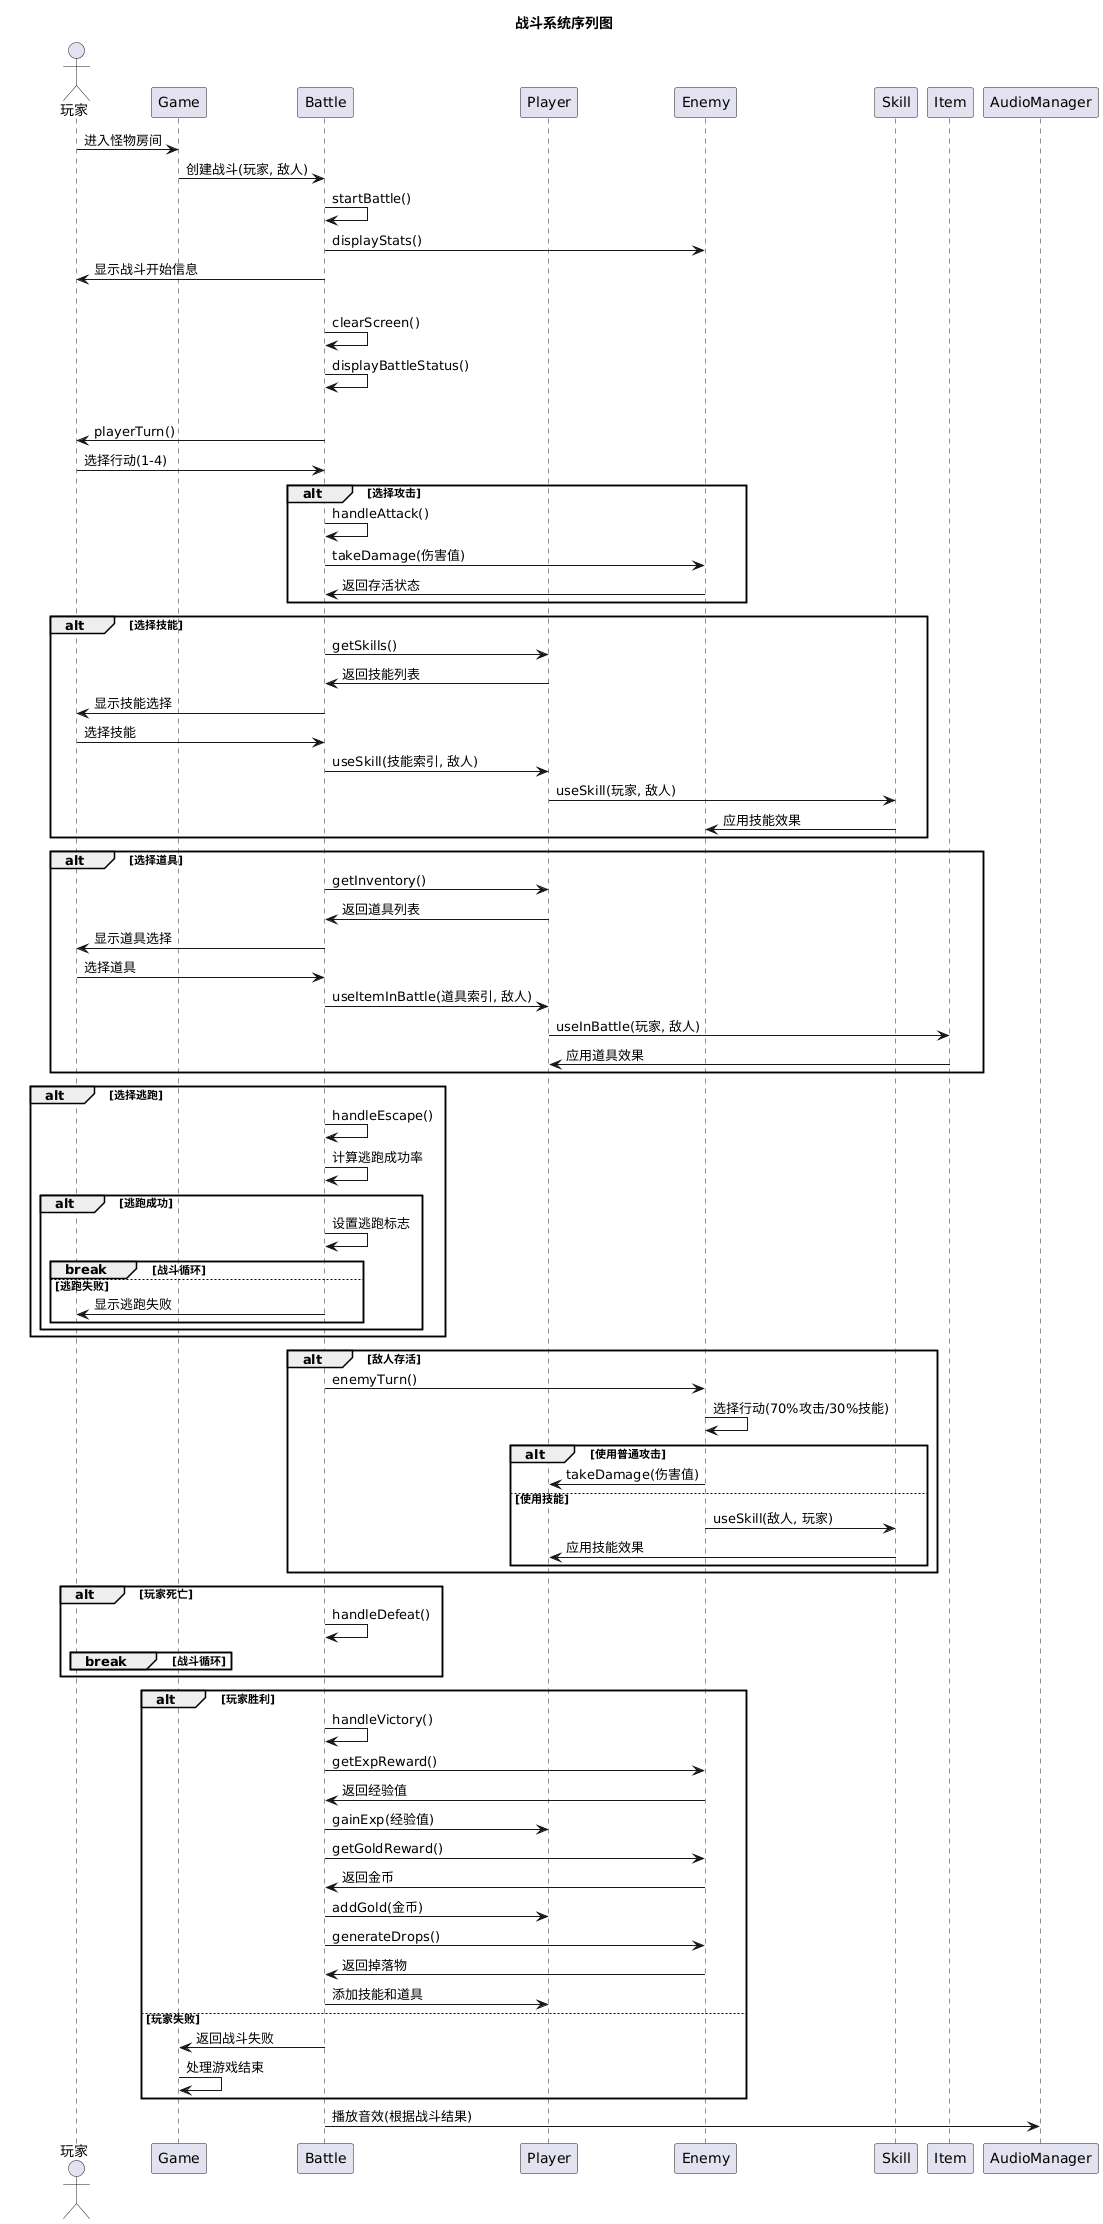 战斗系统序列图
玩家
Game
Battle
Player
Enemy
Skill
Item
AudioManager
进入怪物房间
创建战斗(玩家, 敌人)
startBattle()
displayStats()
显示战斗开始信息
clearScreen()
displayBattleStatus()
playerTurn()
选择行动(1-4)
alt [选择攻击]
handleAttack()
takeDamage(伤害值)
返回存活状态
alt [选择技能]
getSkills()
返回技能列表
显示技能选择
选择技能
useSkill(技能索引, 敌人)
useSkill(玩家, 敌人)
应用技能效果
alt [选择道具]
getInventory()
返回道具列表
显示道具选择
选择道具
useItemInBattle(道具索引, 敌人)
useInBattle(玩家, 敌人)
应用道具效果
alt [选择逃跑]
handleEscape()
计算逃跑成功率
alt [逃跑成功]
设置逃跑标志
break [战斗循环]
[逃跑失败]
显示逃跑失败
alt [敌人存活]
enemyTurn()
选择行动(70%攻击/30%技能)
alt [使用普通攻击]
takeDamage(伤害值)
[使用技能]
useSkill(敌人, 玩家)
应用技能效果
alt [玩家死亡]
handleDefeat()
break [战斗循环]
alt [玩家胜利]
handleVictory()
getExpReward()
返回经验值
gainExp(经验值)
getGoldReward()
返回金币
addGold(金币)
generateDrops()
返回掉落物
添加技能和道具
[玩家失败]
返回战斗失败
处理游戏结束
播放音效(根据战斗结果)
玩家
Game
Battle
Player
Enemy
Skill
Item
AudioManager